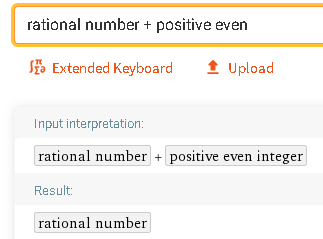 rational number + positive even
Extended Keyboard Upload
Input interpretation:
rational number + positive even integer
Result:
rational number